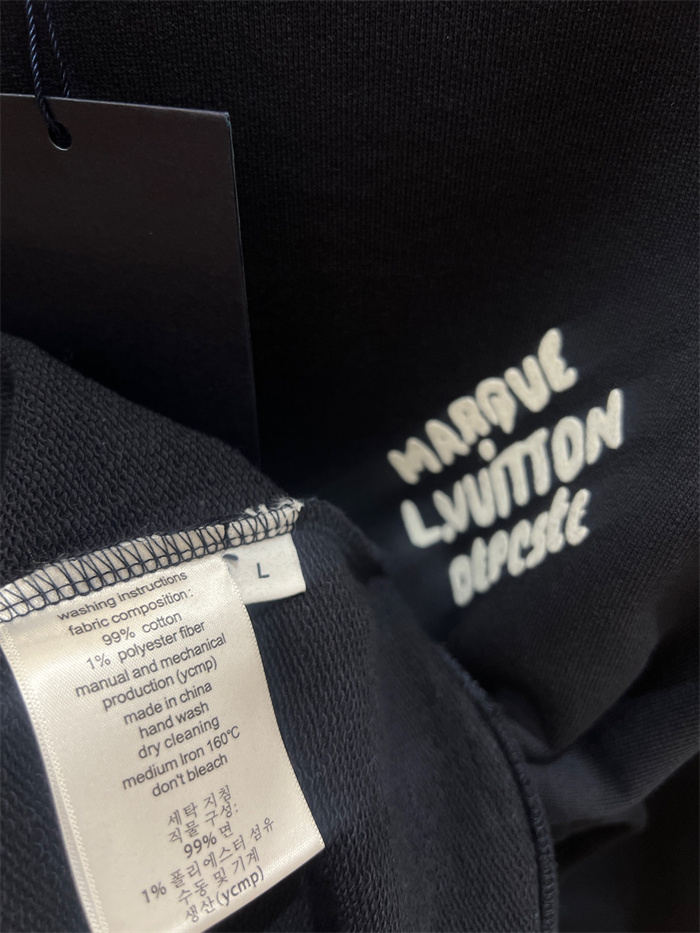 MARQUE
L.VUITTON
DEPCSÉE
L
washing instructions
fabric composition:
99% cotton
1% polyester fiber
manual and mechanical
production (ycmp)
made in china
hand wash
dry cleaning
medium Iron 160°C
don't bleach
세탁 지침
직물 구성:
99% 면
1% 폴리에스터 섬유
수동 및 기계
생산(ycmp)